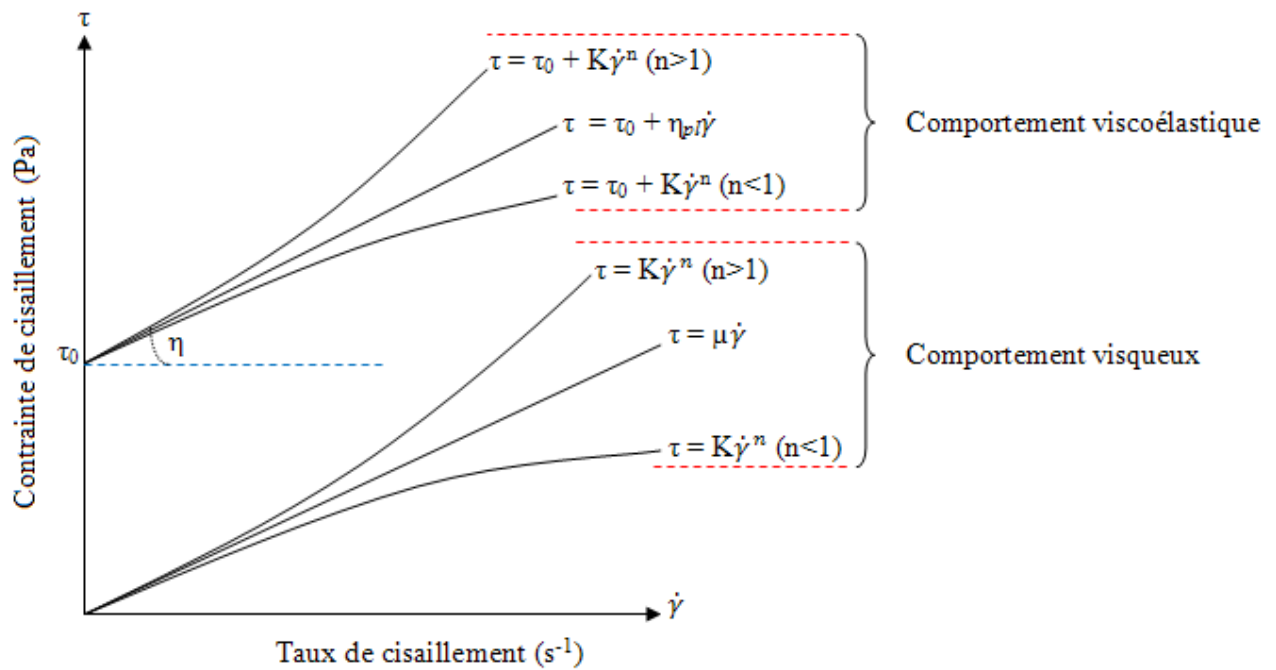 τ
τ = τ₀ + Kγ̇ⁿ (n>1)
τ = τ₀ + ηₚₗγ̇
τ = τ₀ + Kγ̇ⁿ (n<1)
Comportement viscoélastique
τ = Kγ̇ⁿ (n>1)
τ = μγ̇
τ = Kγ̇ⁿ (n<1)
Comportement visqueux
τ₀
η
Contrainte de cisaillement (Pa)
γ̇
Taux de cisaillement (s⁻¹)